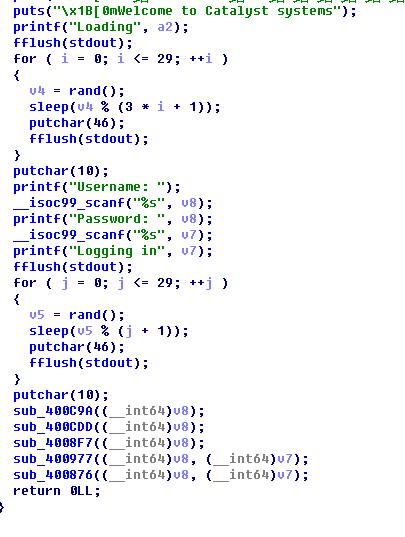 puts("\x1B[0mWelcome to Catalyst systems");
printf("Loading", a2);
fflush(stdout);
for ( i = 0; i <= 29; ++i )
{
v4 = rand();
sleep(v4 % (3 * i + 1));
putchar(46);
fflush(stdout);
}
putchar(10);
printf("Username: ");
__isoc99_scanf("%s", v8);
printf("Password: ", v8);
__isoc99_scanf("%s", v7);
printf("Logging in", v7);
fflush(stdout);
for ( j = 0; j <= 29; ++j )
{
v5 = rand();
sleep(v5 % (j + 1));
putchar(46);
fflush(stdout);
}
putchar(10);
sub_400C9A((__int64)v8);
sub_400CDD((__int64)v8);
sub_4008F7((__int64)v8);
sub_400977((__int64)v8, (__int64)v7);
sub_400876((__int64)v8, (__int64)v7);
return 0LL;
}